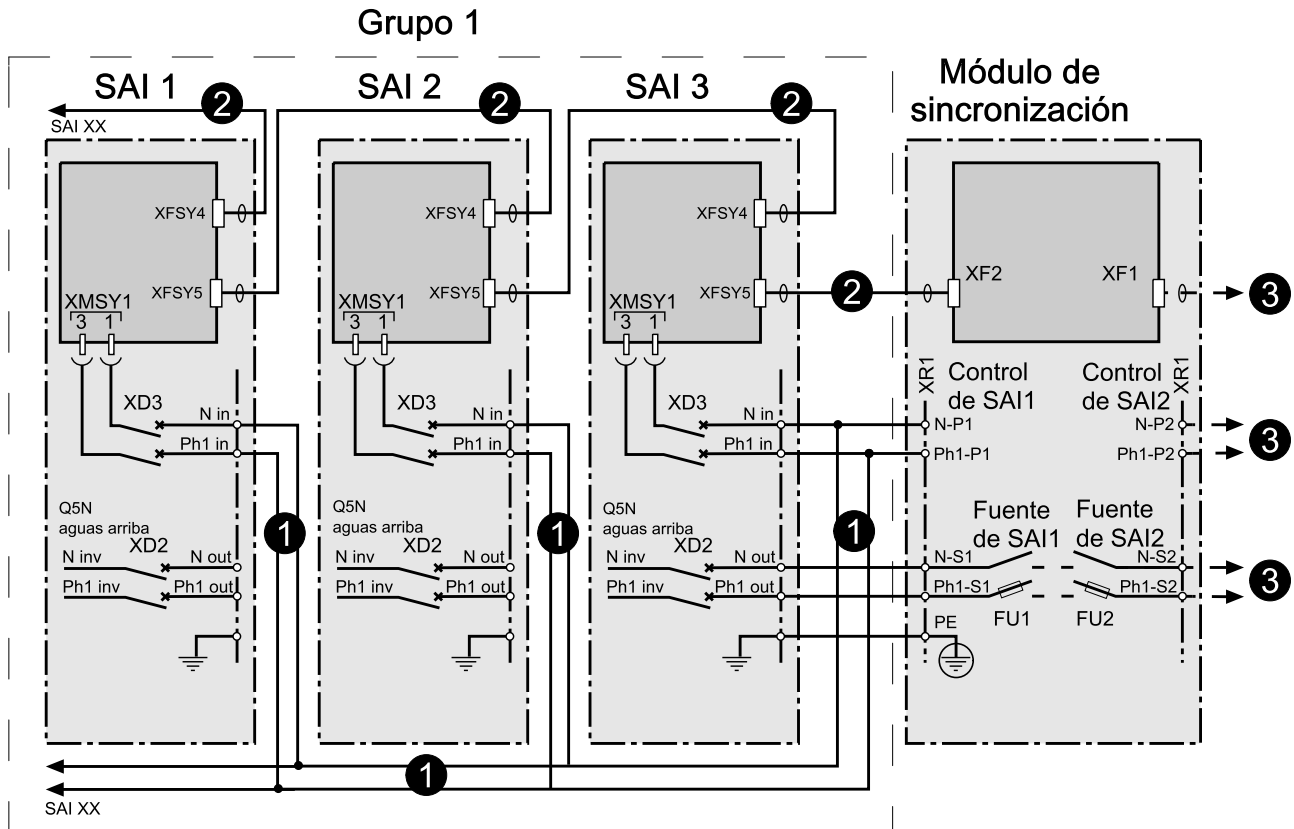 Grupo 1
SAI 1
SAI 2
SAI 3
Módulo de
sincronización
2
2
2
SAI XX
XFSY4
XFSY4
XFSY4
XFSY5
XFSY5
XFSY5
2
XF2
XF1
3
XMSY1
3 1
XMSY1
3 1
XMSY1
3 1
XR1
Control
de SAI1
Control
de SAI2
XR1
XD3
N in
Ph1 in
XD3
N in
Ph1 in
XD3
N in
Ph1 in
N-P1
Ph1-P1
N-P2
Ph1-P2
3
Q5N
aguas arriba
XD2
N inv
N out
Ph1 inv
Ph1 out
1
Q5N
aguas arriba
XD2
N inv
N out
Ph1 inv
Ph1 out
1
Q5N
aguas arriba
XD2
N inv
N out
Ph1 inv
Ph1 out
1
Fuente
de SAI1
Fuente
de SAI2
N-S1
N-S2
Ph1-S1
Ph1-S2
3
FU1
FU2
PE
1
SAI XX